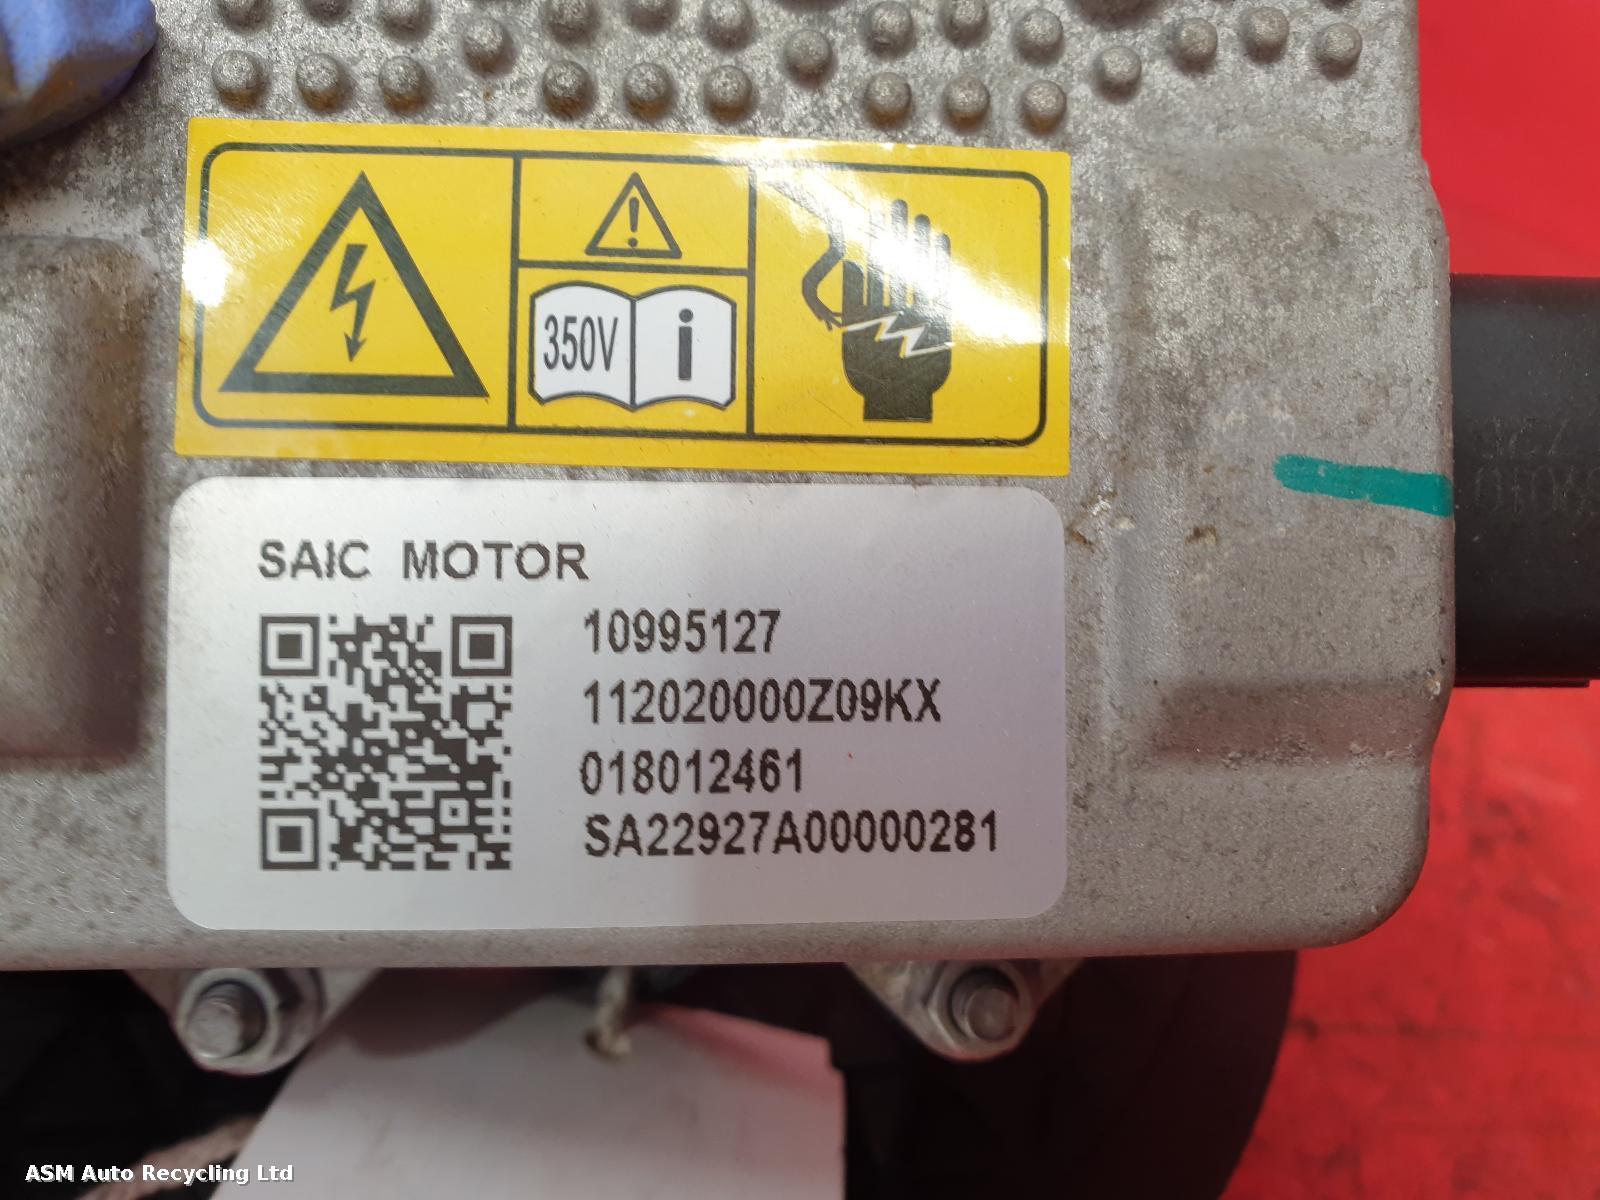 350V i
SAIC MOTOR
10995127
112020000Z09KX
018012461
SA22927A00000281
ASM Auto Recycling Ltd